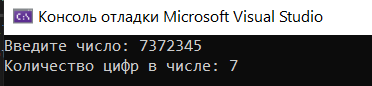 Консоль отладки Microsoft Visual Studio
Введите число: 7372345
Количество цифр в числе: 7